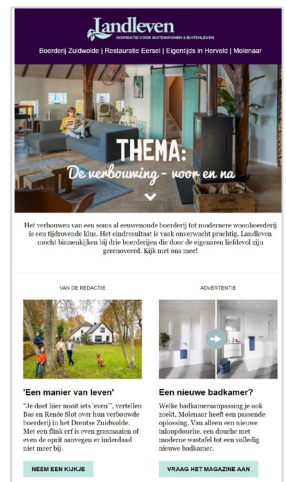 Landleven
INSPIRATIE VOOR BUITENWONEN & BUITENLEVEN
Boerderij Zuidwolde | Restauratie Eersel | Eigentijds in Herveld | Molenaar
THEMA:
De verbouwing - voor en na
Het verbouwen van een soms al eeuwenoude boerderij tot modernere woonboerderij
is een tijdrovende klus. Het eindresultaat is vaak onverwacht prachtig. Landleven
mocht binnenkijken bij drie boerderijen die door de eigenaren liefdevol zijn
gerenoveerd. Kijk met ons mee!
VAN DE REDACTIE
'Een manier van leven'
"Je doet hier nooit iets 'even'", vertellen
Bas en Renée Slot over hun verbouwde
boerderij in het Drentse Zuidwolde.
Met een flink erf is even grasmaaien of
even de oprit aanvegen er inderdaad
niet meer bij.
NEEM EEN KIJKJE
ADVERTENTIE
Een nieuwe badkamer?
Welke badkameraanpassing je ook
zoekt, Molenaar heeft een passende
oplossing. Van alleen een nieuwe
inloopdouche, een douche met
moderne wastafel tot een volledig
nieuwe badkamer.
VRAAG HET MAGAZINE AAN